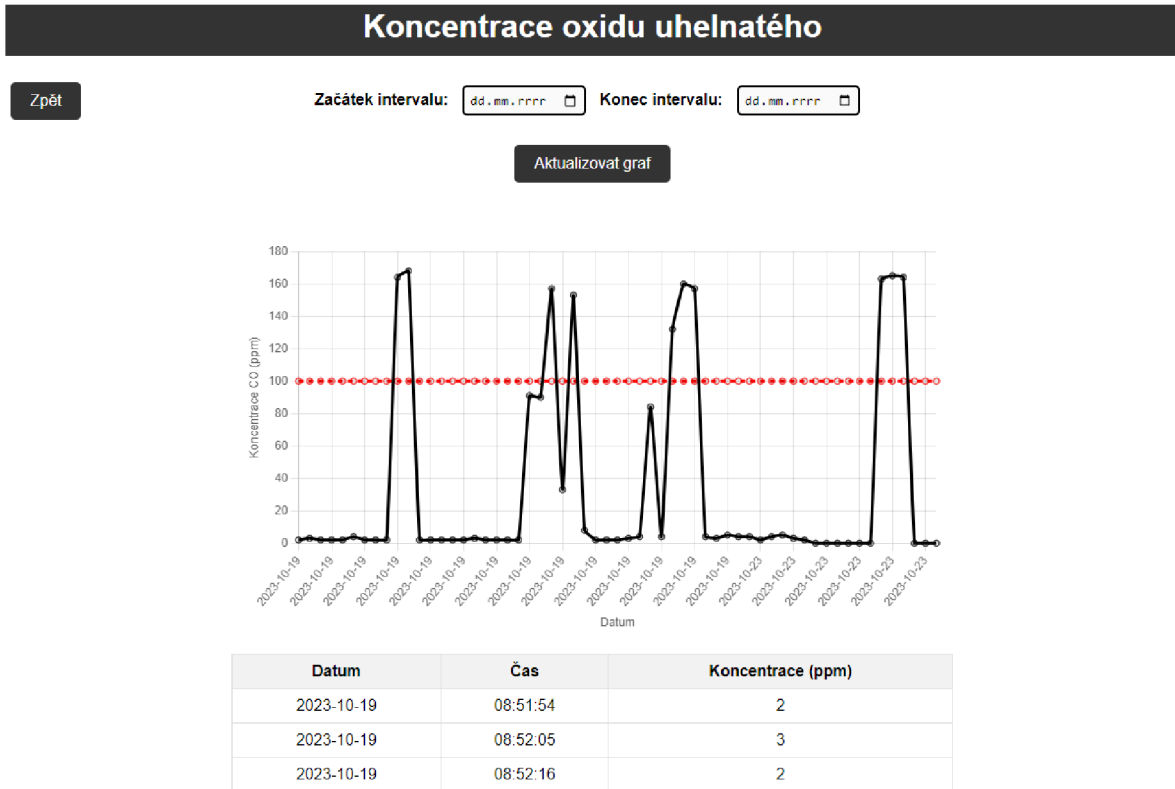 Koncentrace oxidu uhelnatého
Zpět
Začátek intervalu: dd.mm.rrrr Konec intervalu: dd.mm.rrrr
Aktualizovat graf
180
160
140
120
100
80
60
40
20
0
Koncentrace CO (ppm)
2023-10-19 2023-10-19 2023-10-19 2023-10-19 2023-10-19 2023-10-19 2023-10-19 2023-10-19 2023-10-19 2023-10-19 2023-10-19 2023-10-19 2023-10-19 2023-10-19 2023-10-23 2023-10-23 2023-10-23 2023-10-23 2023-10-23 2023-10-23
Datum
Datum Čas Koncentrace (ppm)
2023-10-19 08:51:54 2
2023-10-19 08:52:05 3
2023-10-19 08:52:16 2